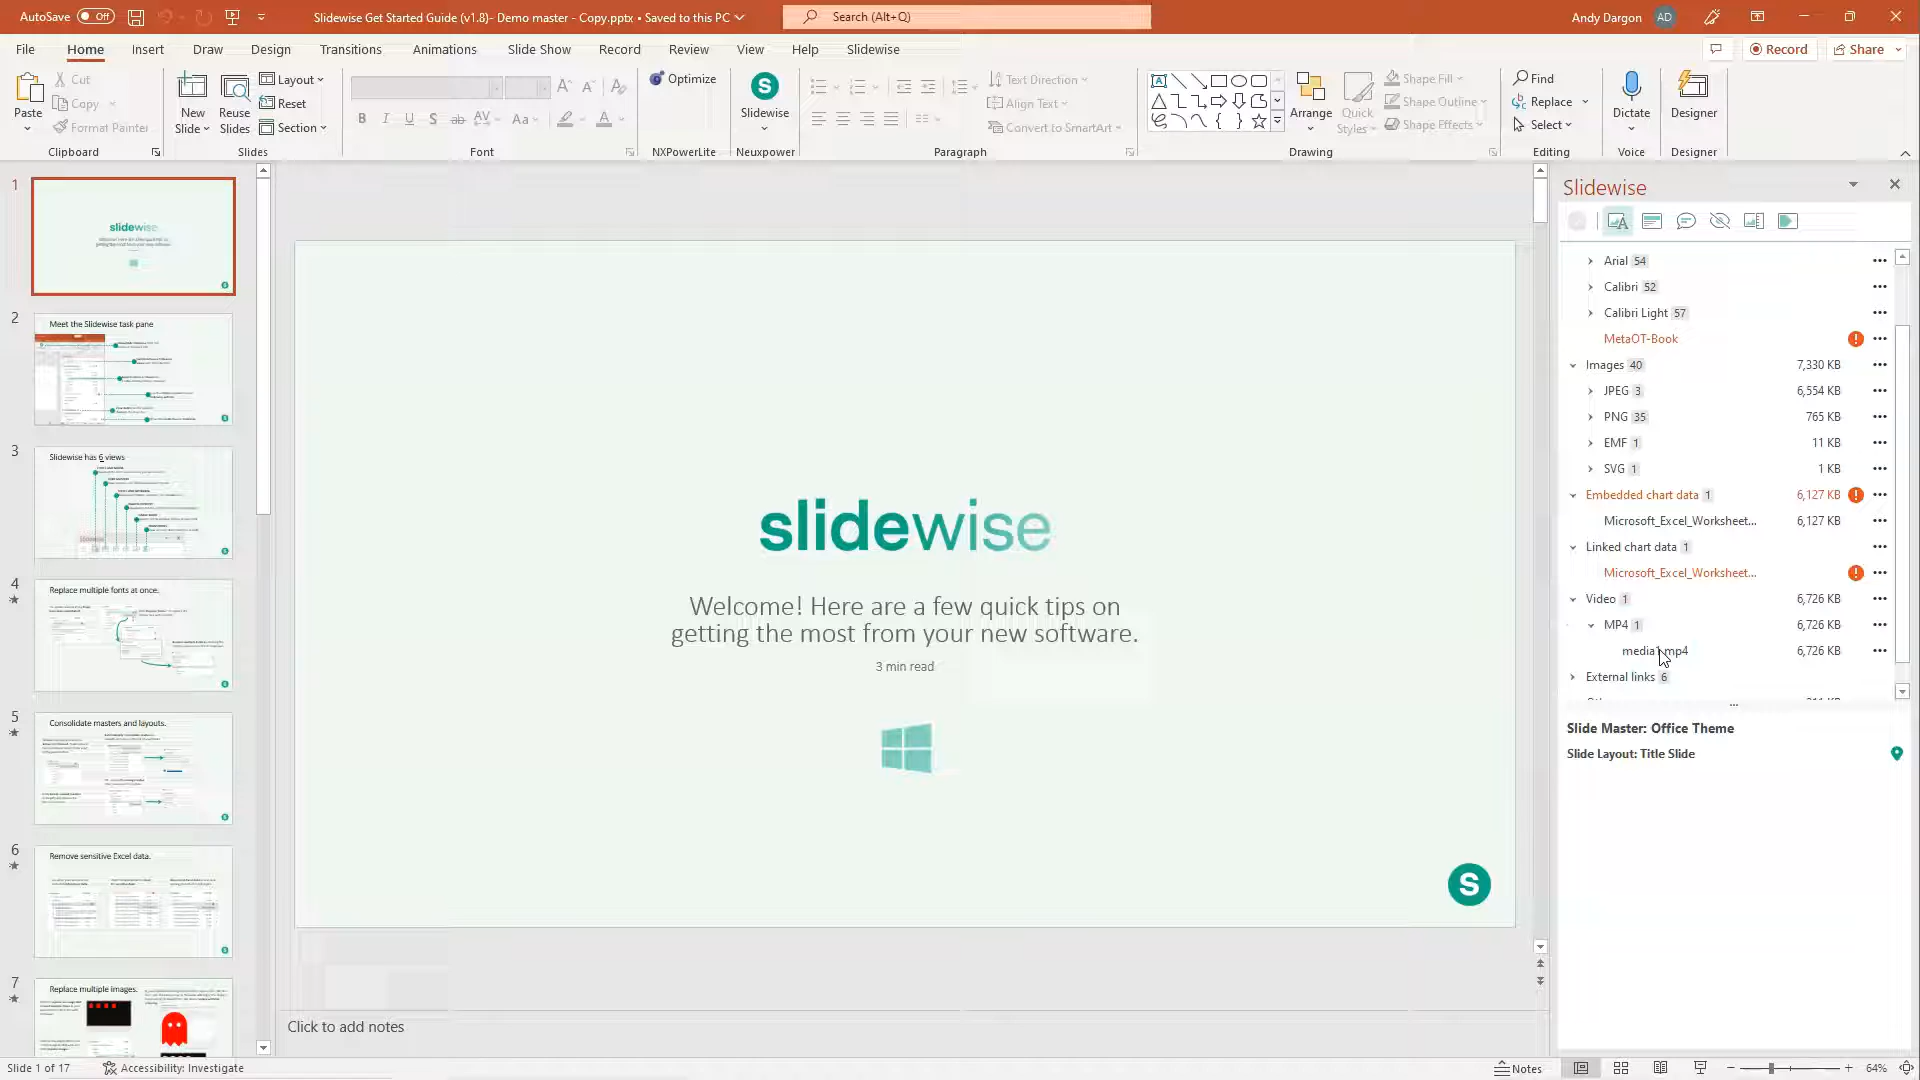 AutoSave Off
Slidewise Get Started Guide (v1.8)- Demo master - Copy.pptx • Saved to this PC
Search (Alt+Q)
Andy Dargon AD
File Home Insert Draw Design Transitions Animations Slide Show Record Review View Help Slidewise
Record Share
Paste
Cut
Copy
Format Painter
Clipboard
New Slide
Reuse Slides
Layout
Reset
Section
Slides
Font
Optimize
NXPowerLite
Slidewise
Neuxpower
Text Direction
Align Text
Convert to SmartArt
Paragraph
Arrange
Quick Styles
Shape Fill
Shape Outline
Shape Effects
Drawing
Find
Replace
Select
Editing
Dictate
Voice
Designer
Designer
1
slidewise
2
Meet the Slidewise task pane
3
Slidewise has 6 views
4
Replace multiple fonts at once.
5
Consolidate masters and layouts.
6
Remove sensitive Excel data.
7
Replace multiple images.
slidewise
Welcome! Here are a few quick tips on
getting the most from your new software.
3 min read
S
Click to add notes
Slidewise
Arial 54
Calibri 52
Calibri Light 57
MetaOT-Book
Images 40 7,330 KB
JPEG 3 6,554 KB
PNG 35 765 KB
EMF 1 11 KB
SVG 1 1 KB
Embedded chart data 1 6,127 KB
Microsoft_Excel_Worksheet... 6,127 KB
Linked chart data 1
Microsoft_Excel_Worksheet...
Video 1 6,726 KB
MP4 1 6,726 KB
media1.mp4 6,726 KB
External links 6
Slide Master: Office Theme
Slide Layout: Title Slide
Slide 1 of 17
Accessibility: Investigate
Notes
64%